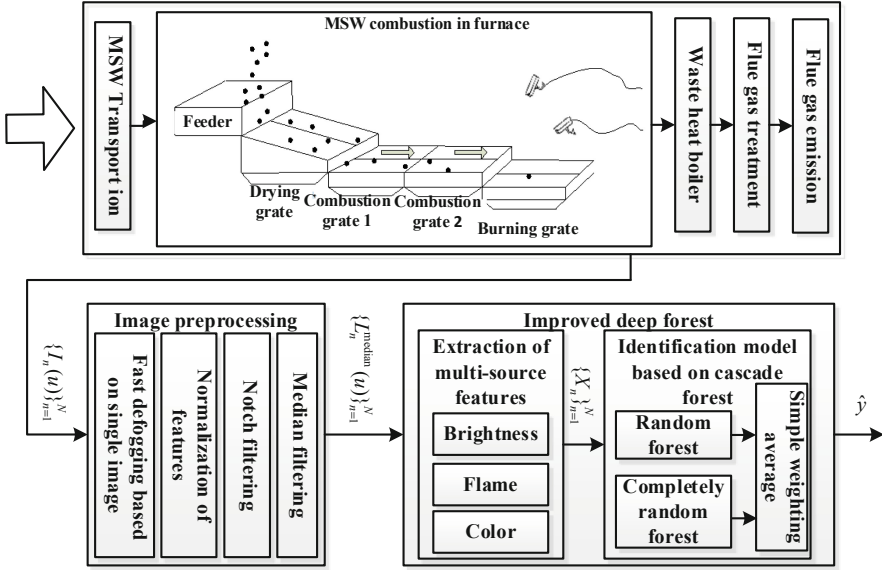 MSW combustion in furnace
MSW Transport ion
Feeder
Drying
grate
Combustion
grate 1
Combustion
grate 2
Burning grate
Waste heat
boiler
Flue gas
treatment
Flue gas emission
{I_n(u)}_{n=1}^N
Image preprocessing
Fast defogging based
on single image
Normalization of
features
Notch filtering
Median filtering
{L_n^{median}(u)}_{n=1}^N
Improved deep forest
Extraction of
multi-source
features
Brightness
Flame
Color
{X_n}_{n=1}^N
Identification model
based on cascade
forest
Random
forest
Completely
random
forest
Simple weighting
average
ŷ